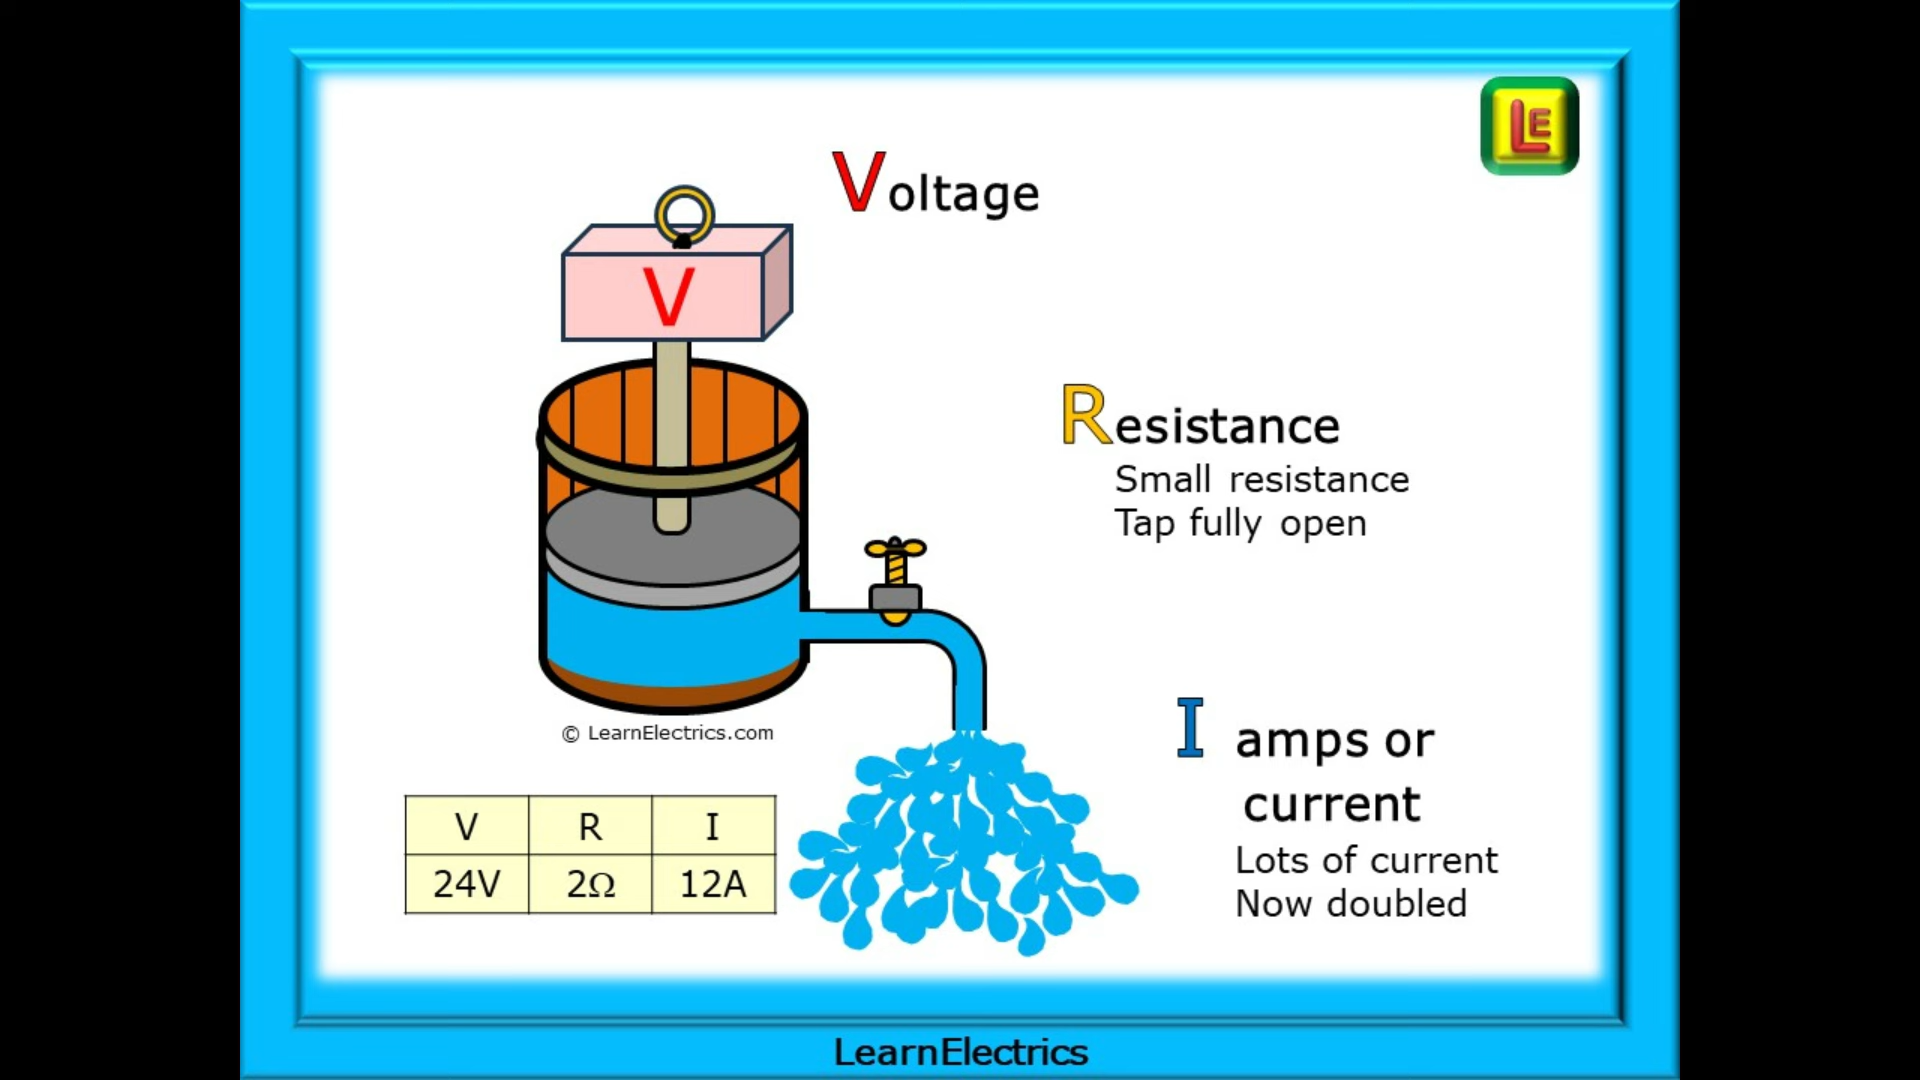 LE
Voltage
V
Resistance
Small resistance
Tap fully open
© LearnElectrics.com
I amps or
current
Lots of current
Now doubled
V R I
24V 2Ω 12A
LearnElectrics